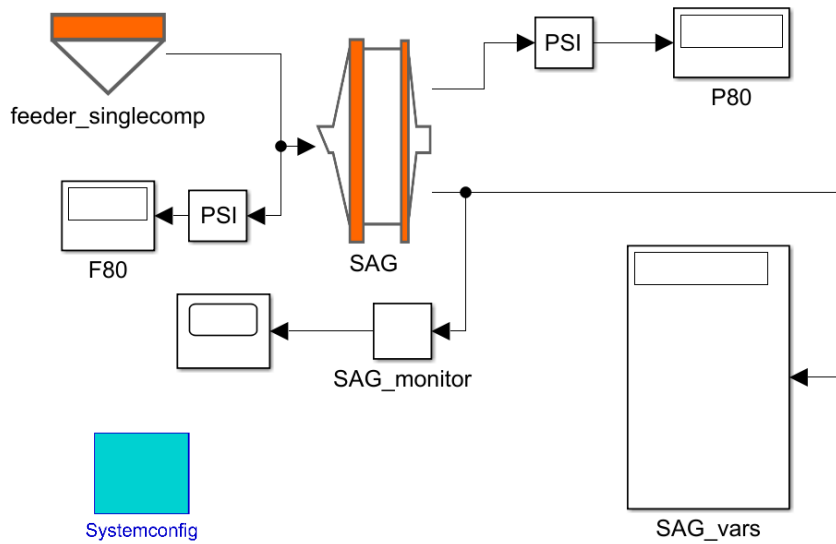 PSI
P80
feeder_singlecomp
PSI
F80
SAG
SAG_monitor
Systemconfig
SAG_vars